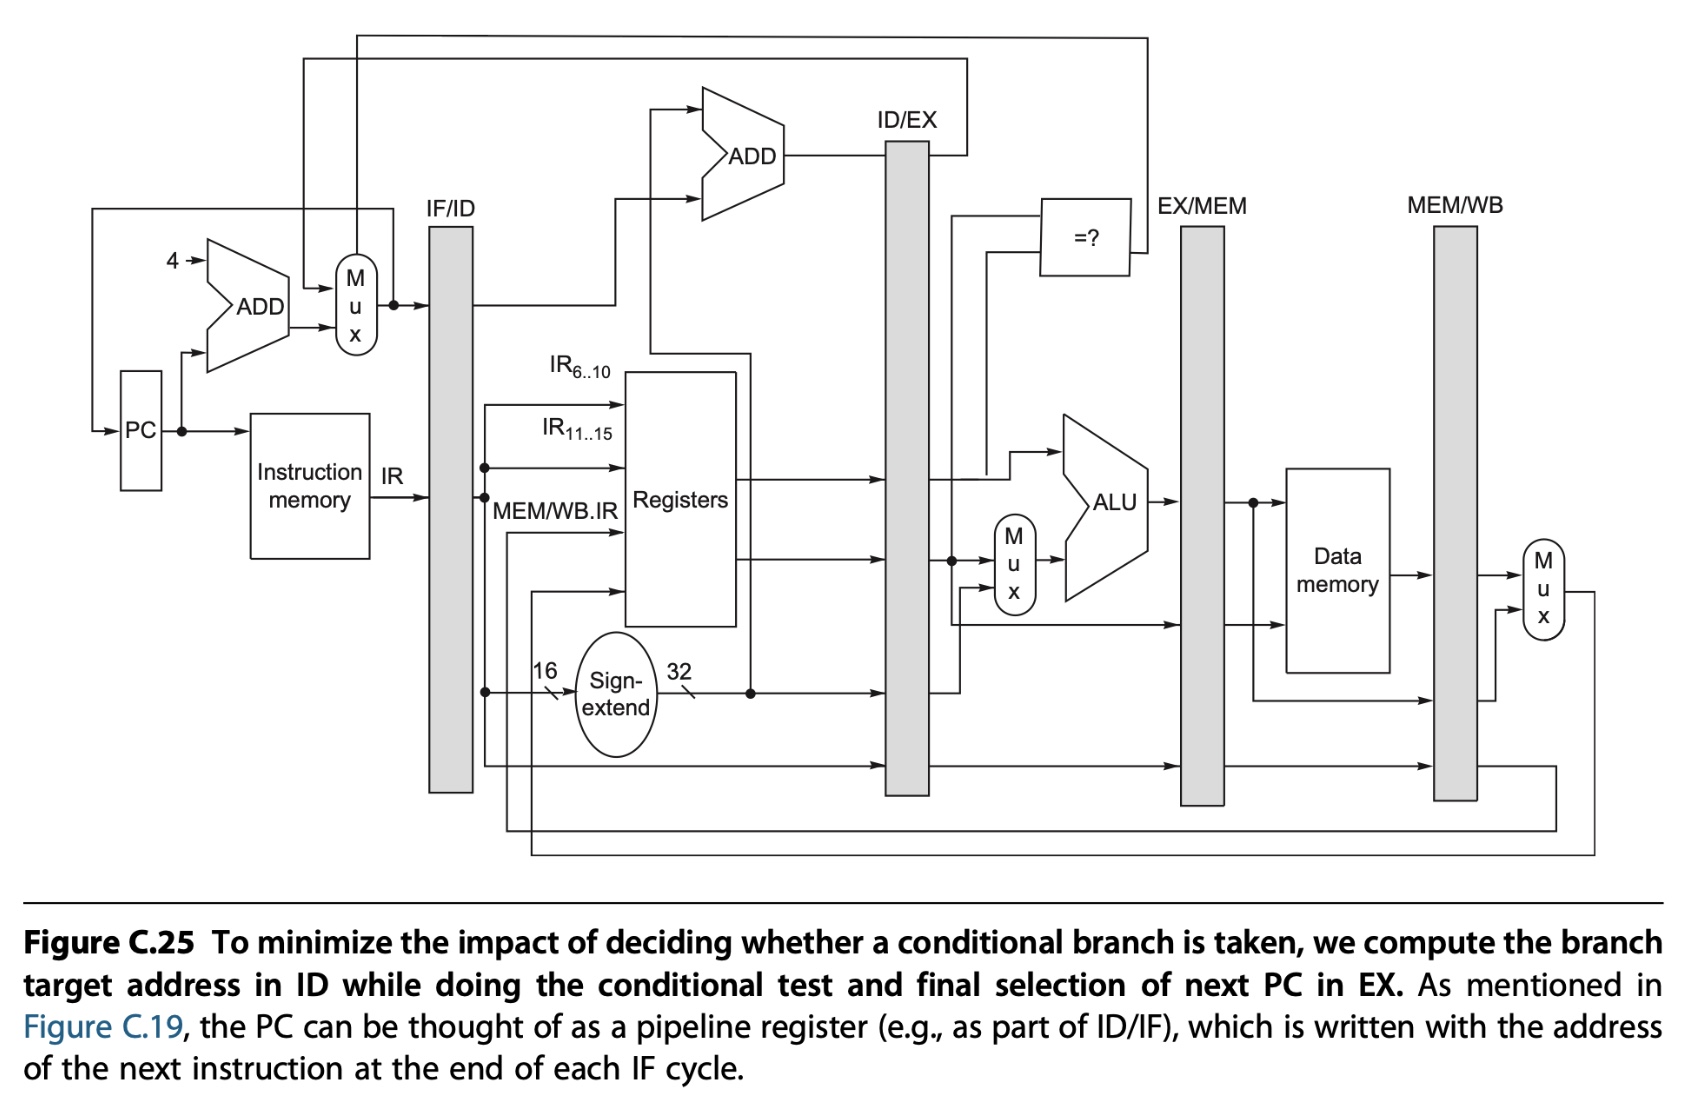 ID/EX
ADD
IF/ID
EX/MEM
MEM/WB
=?
4
ADD
M
u
x
IR6..10
IR11..15
PC
Instruction
memory
IR
MEM/WB.IR
Registers
ALU
M
u
x
Data
memory
M
u
x
16
Sign-
extend
32
Figure C.25 To minimize the impact of deciding whether a conditional branch is taken, we compute the branch
target address in ID while doing the conditional test and final selection of next PC in EX. As mentioned in
Figure C.19, the PC can be thought of as a pipeline register (e.g., as part of ID/IF), which is written with the address
of the next instruction at the end of each IF cycle.